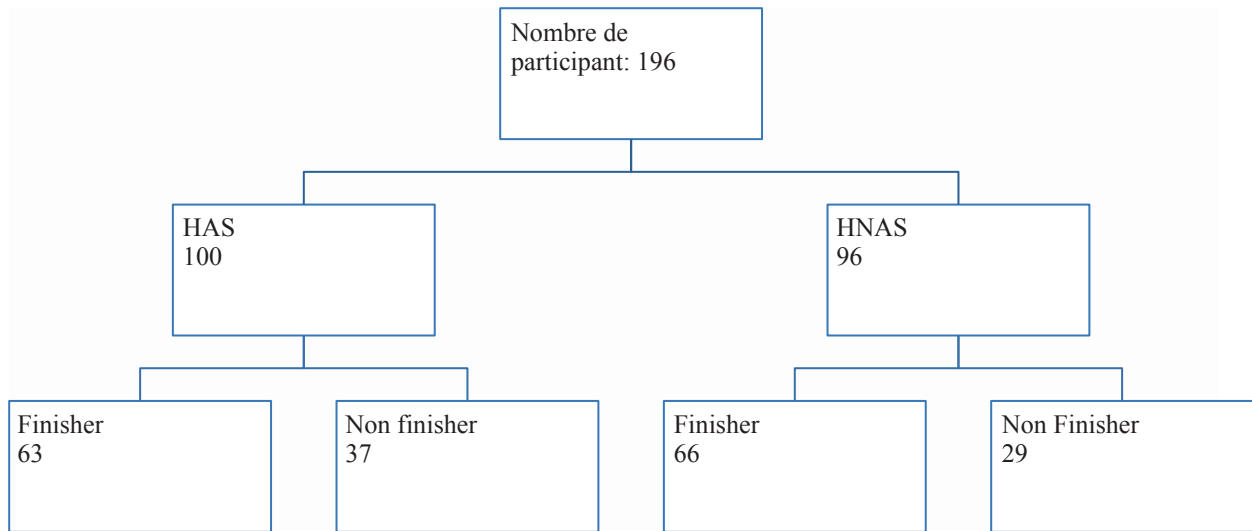 Nombre de
participant: 196
HAS
100
HNAS
96
Finisher
63
Non finisher
37
Finisher
66
Non Finisher
29